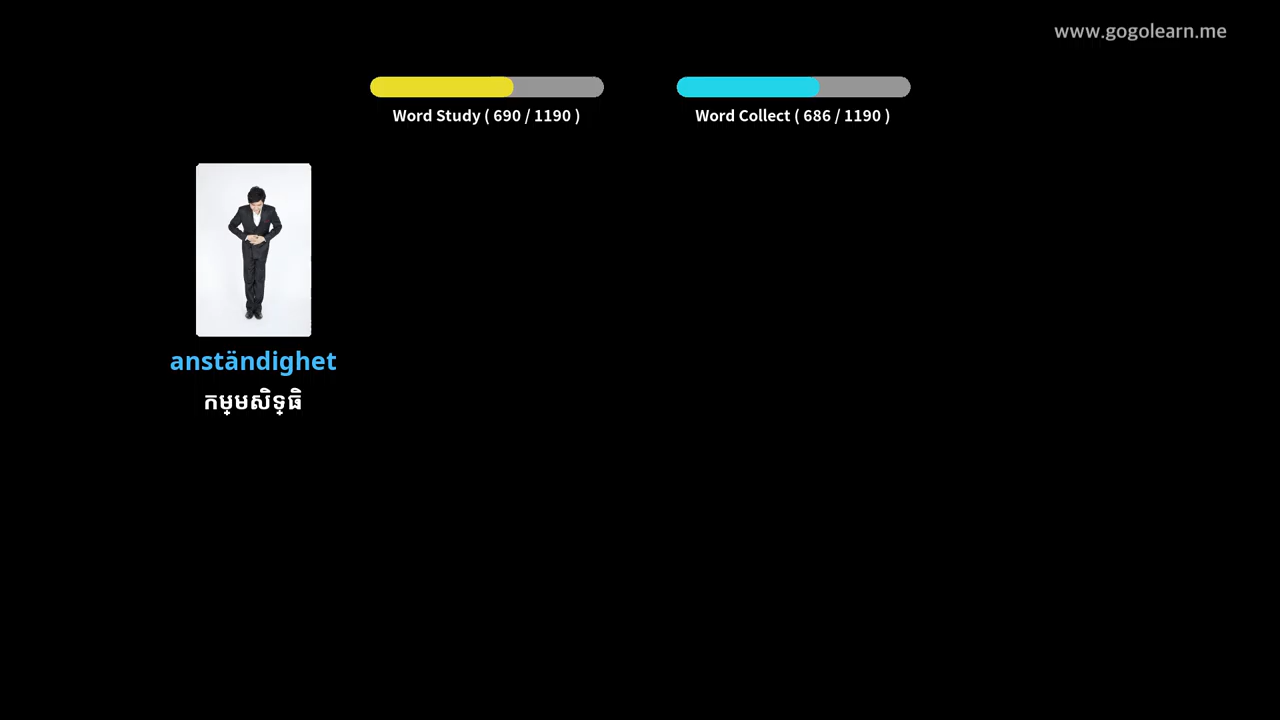 www.gogolearn.me
Word Study ( 690 / 1190 )
Word Collect ( 686 / 1190 )
anständighet
កម្មសិទ្ធិ